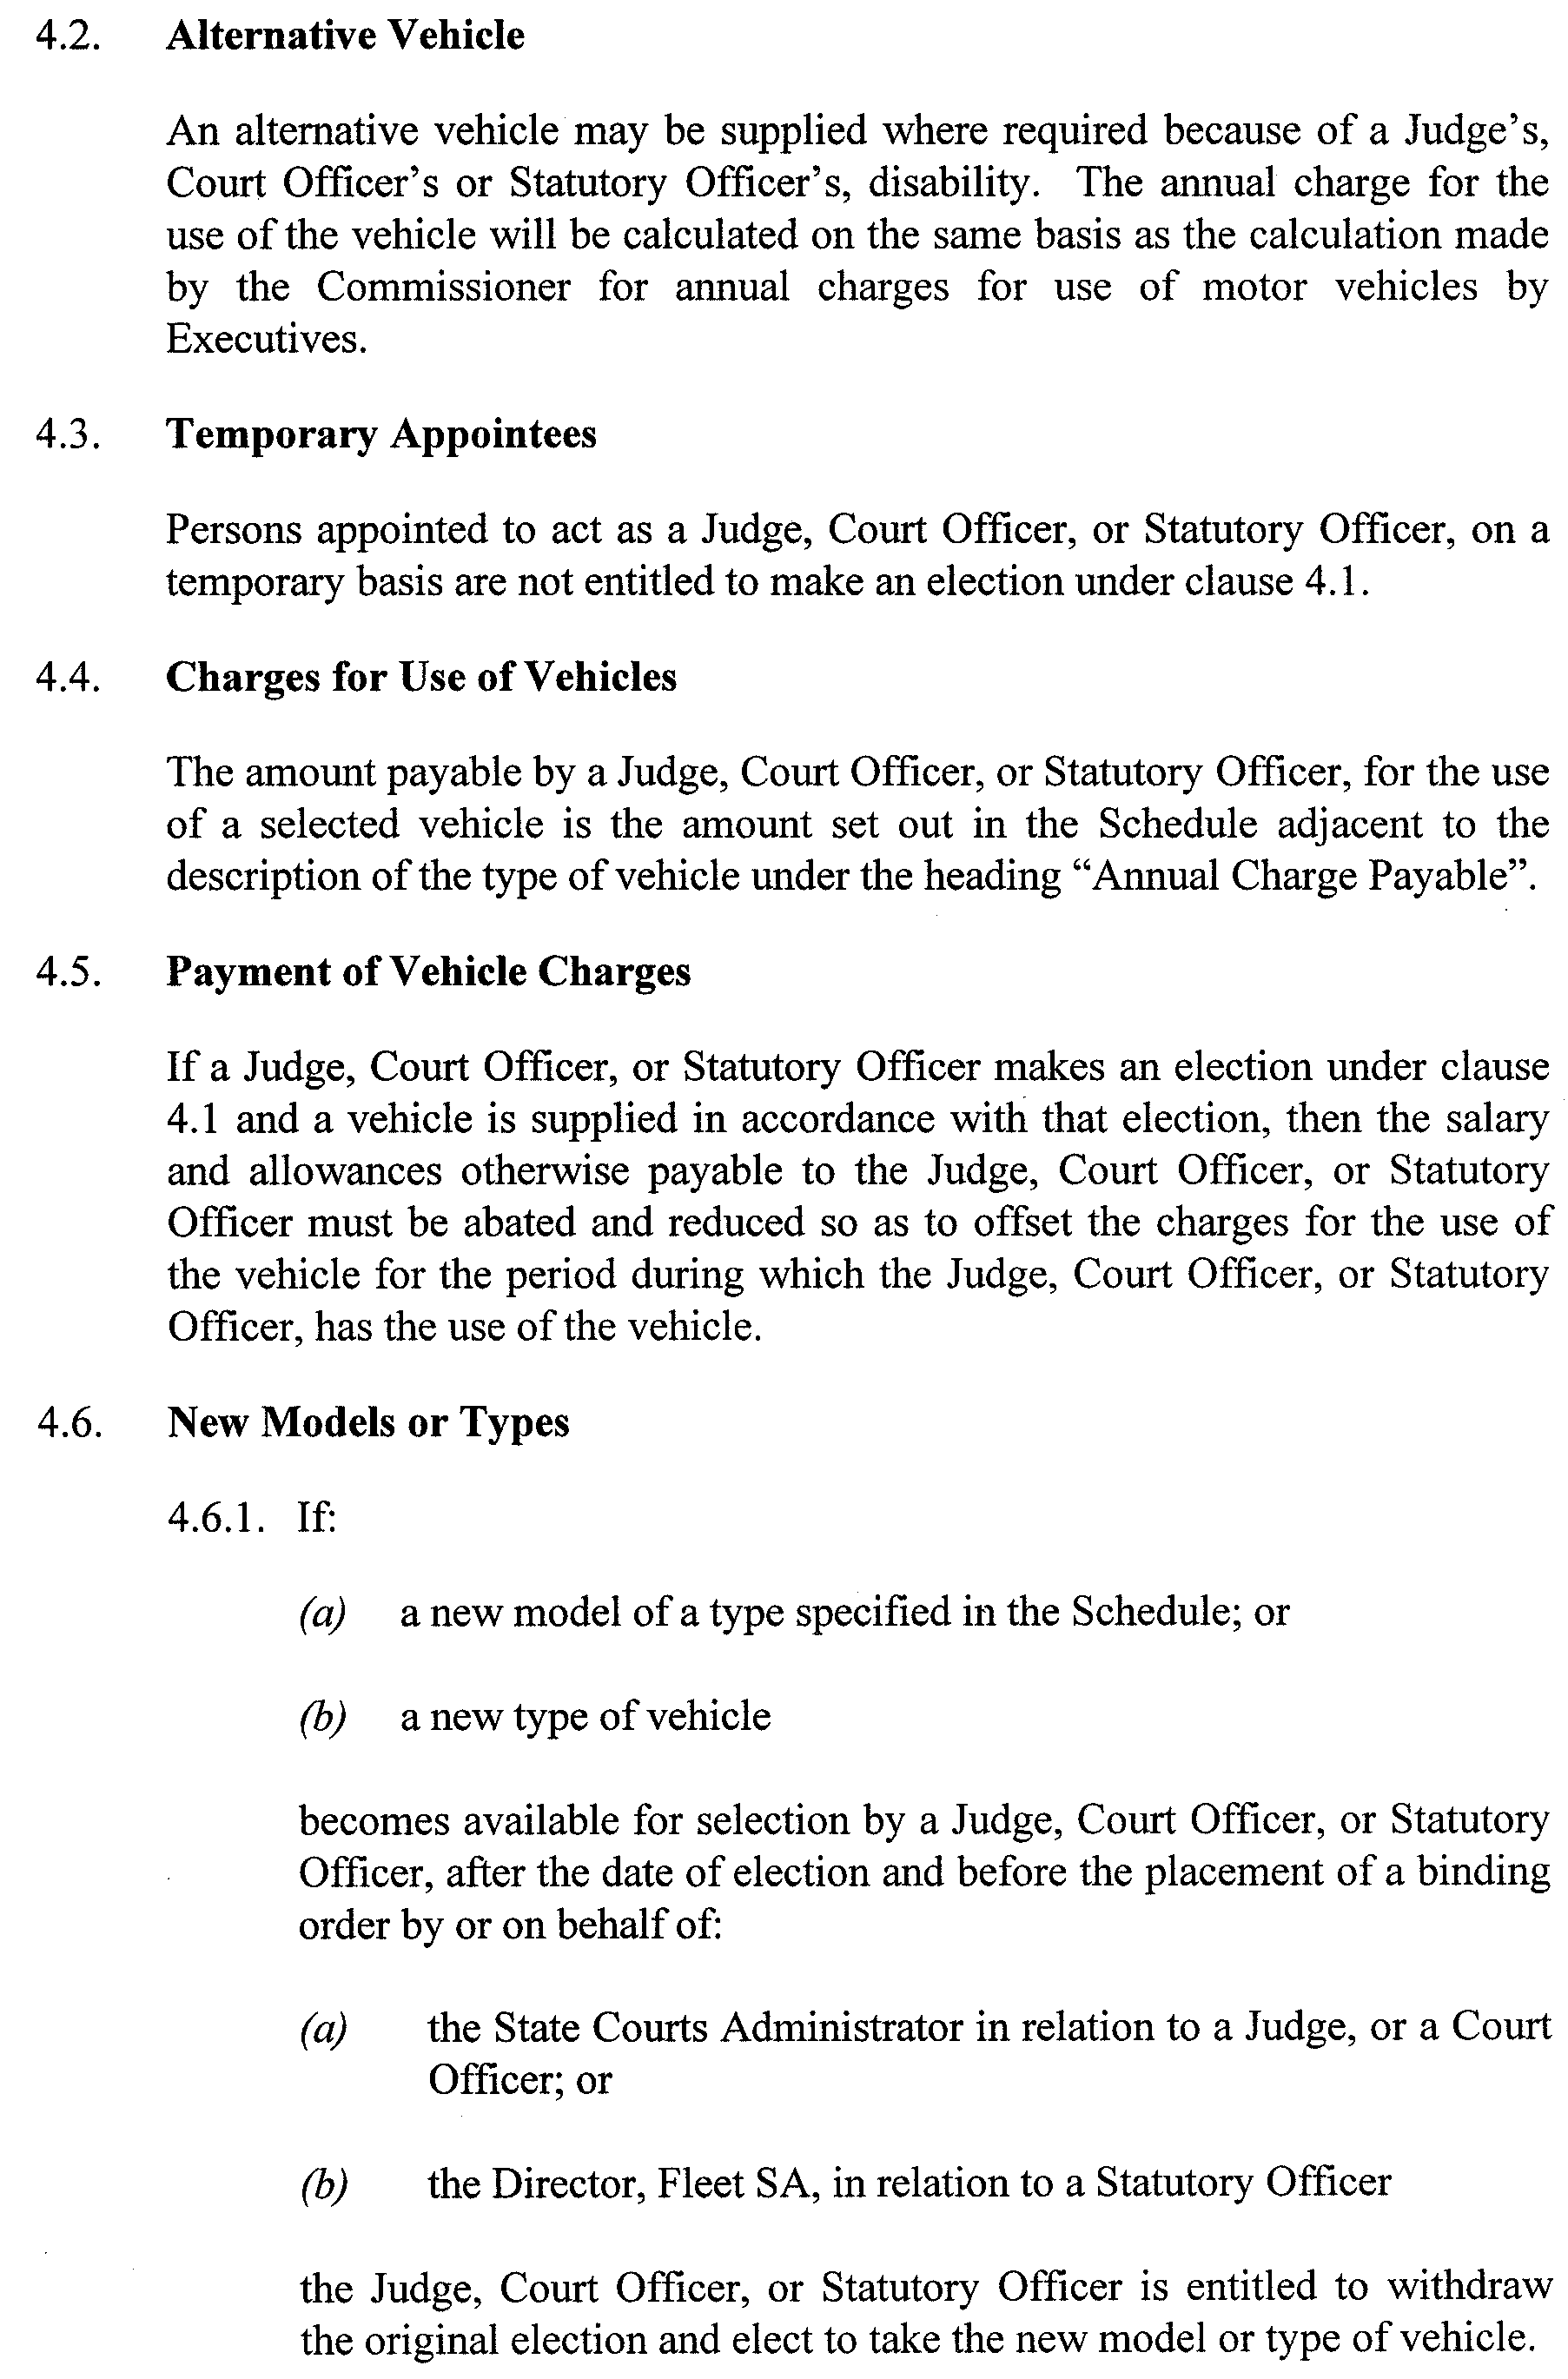 4.2. Alternative Vehicle
An alternative vehicle may be supplied where required because of a Judge's,
Court Officer's or Statutory Officer's, disability. The annual charge for the
use of the vehicle will be calculated on the same basis as the calculation made
by the Commissioner for annual charges for use of motor vehicles by
Executives.
4.3. Temporary Appointees
Persons appointed to act as a Judge, Court Officer, or Statutory Officer, on a
temporary basis are not entitled to make an election under clause 4.1.
4.4. Charges for Use of Vehicles
The amount payable by a Judge, Court Officer, or Statutory Officer, for the use
of a selected vehicle is the amount set out in the Schedule adjacent to the
description of the type of vehicle under the heading “Annual Charge Payable”.
4.5. Payment of Vehicle Charges
If a Judge, Court Officer, or Statutory Officer makes an election under clause
4.1 and a vehicle is supplied in accordance with that election, then the salary
and allowances otherwise payable to the Judge, Court Officer, or Statutory
Officer must be abated and reduced so as to offset the charges for the use of
the vehicle for the period during which the Judge, Court Officer, or Statutory
Officer, has the use of the vehicle.
4.6. New Models or Types
4.6.1. If:
(a) a new model of a type specified in the Schedule; or
(b) a new type of vehicle
becomes available for selection by a Judge, Court Officer, or Statutory
Officer, after the date of election and before the placement of a binding
order by or on behalf of:
(a) the State Courts Administrator in relation to a Judge, or a Court
Officer; or
(b) the Director, Fleet SA, in relation to a Statutory Officer
the Judge, Court Officer, or Statutory Officer is entitled to withdraw
the original election and elect to take the new model or type of vehicle.